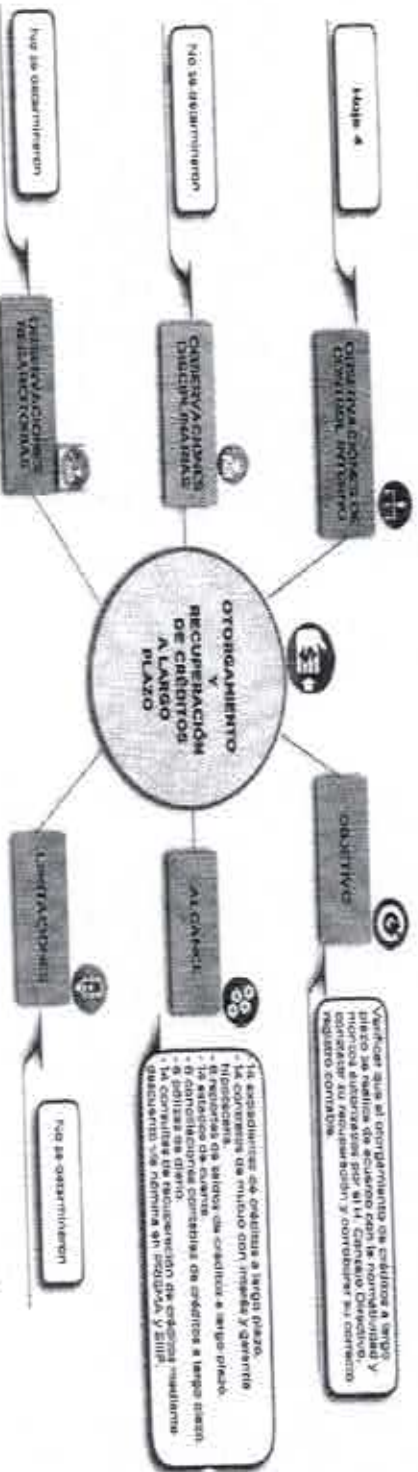 Hoja 4
OBSERVACIONES DE
CONTROL INTERNO
No se determinaron
OBSERVACIONES
DISCIPLINARIAS
No se determinaron
OBSERVACIONES
RESARCITORIAS
OTORGAMIENTO
Y
RECUPERACIÓN
DE CRÉDITOS
A LARGO
PLAZO
OBJETIVO
Verificar que el otorgamiento de créditos a largo
plazo se realice de acuerdo con la normatividad y
montos autorizados por el H. Consejo Directivo,
constatar su recuperación y corroborar su correcto
registro contable.
ALCANCE
• 14 expedientes de créditos a largo plazo.
• 14 contratos de mutuo con interés y garantía
hipotecaria.
• 6 reportes de saldos de créditos a largo plazo.
• 14 estados de cuenta.
• 6 conciliaciones contables de créditos a largo plazo.
• 6 pólizas de diario.
• 14 consultas de recuperación de créditos mediante
descuento vía nómina en y
LIMITACIONES
No se determinaron